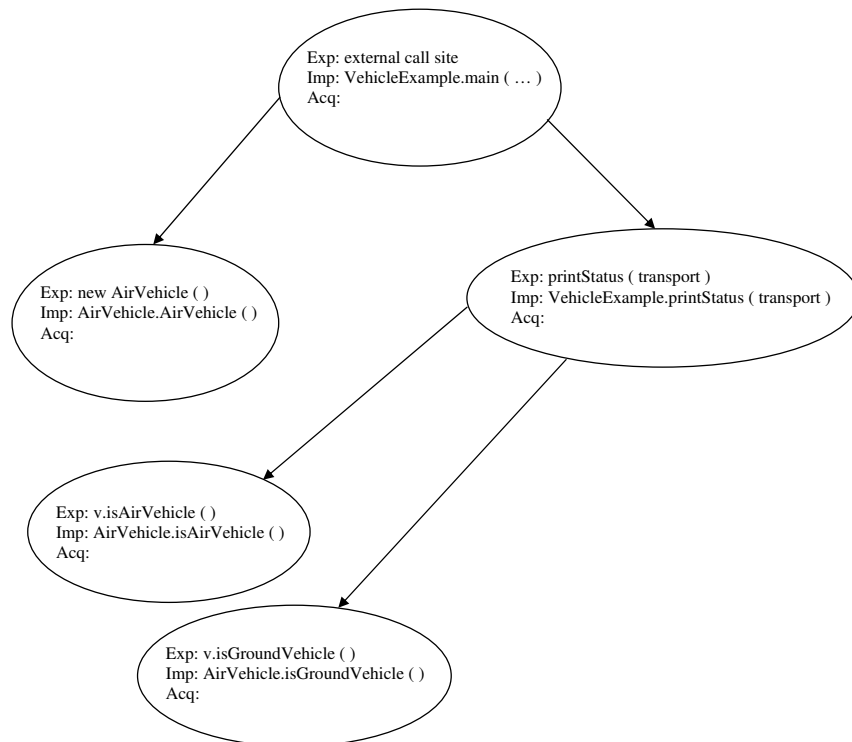 Exp: external call site
Imp: VehicleExample.main ( … )
Acq:
Exp: new AirVehicle ( )
Imp: AirVehicle.AirVehicle ( )
Acq:
Exp: printStatus ( transport )
Imp: VehicleExample.printStatus ( transport )
Acq:
Exp: v.isAirVehicle ( )
Imp: AirVehicle.isAirVehicle ( )
Acq:
Exp: v.isGroundVehicle ( )
Imp: AirVehicle.isGroundVehicle ( )
Acq: